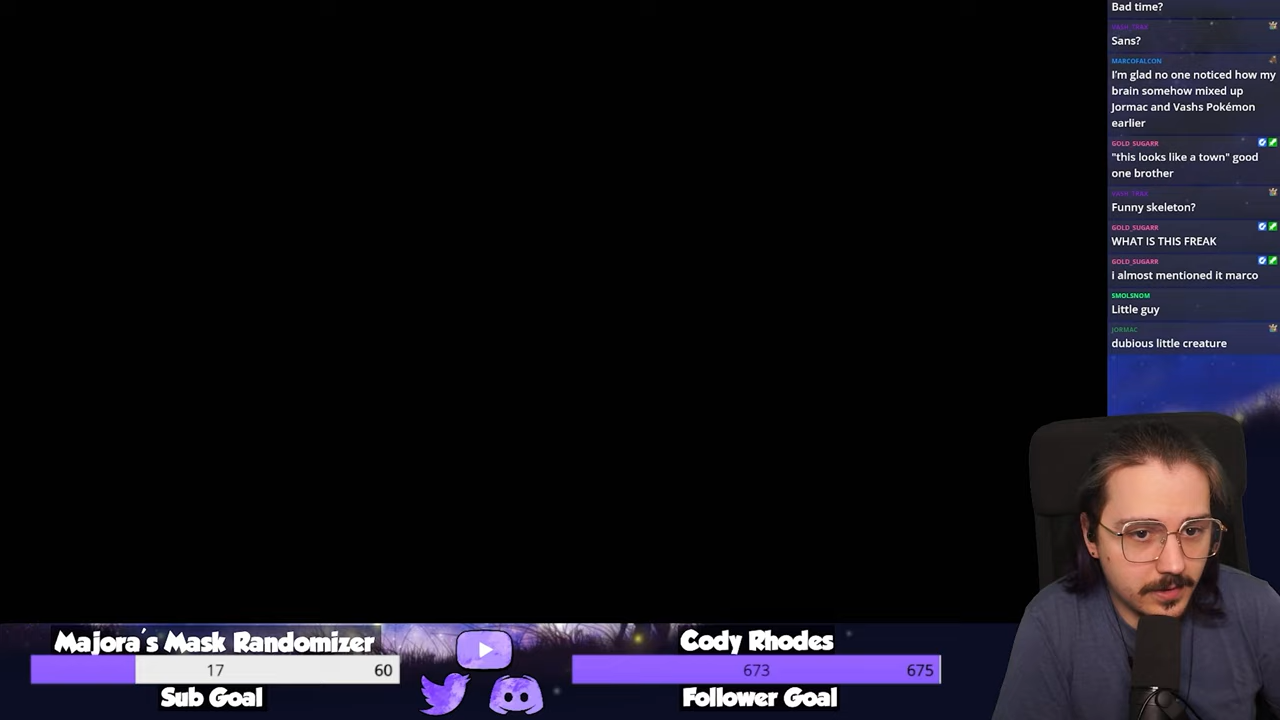 Bad time?
VASH_TRAX
Sans?
MARCOFALCON
I'm glad no one noticed how my
brain somehow mixed up
Jormac and Vashs Pokémon
earlier
GOLD_SUGARR
"this looks like a town" good
one brother
Funny skeleton?
GOLD_SUGARR
WHAT IS THIS FREAK
GOLD_SUGARR
i almost mentioned it marco
SMOLSNOM
Little guy
JORMAC
dubious little creature
Majora's Mask Randomizer
17
60
Sub Goal
Cody Rhodes
673
675
Follower Goal